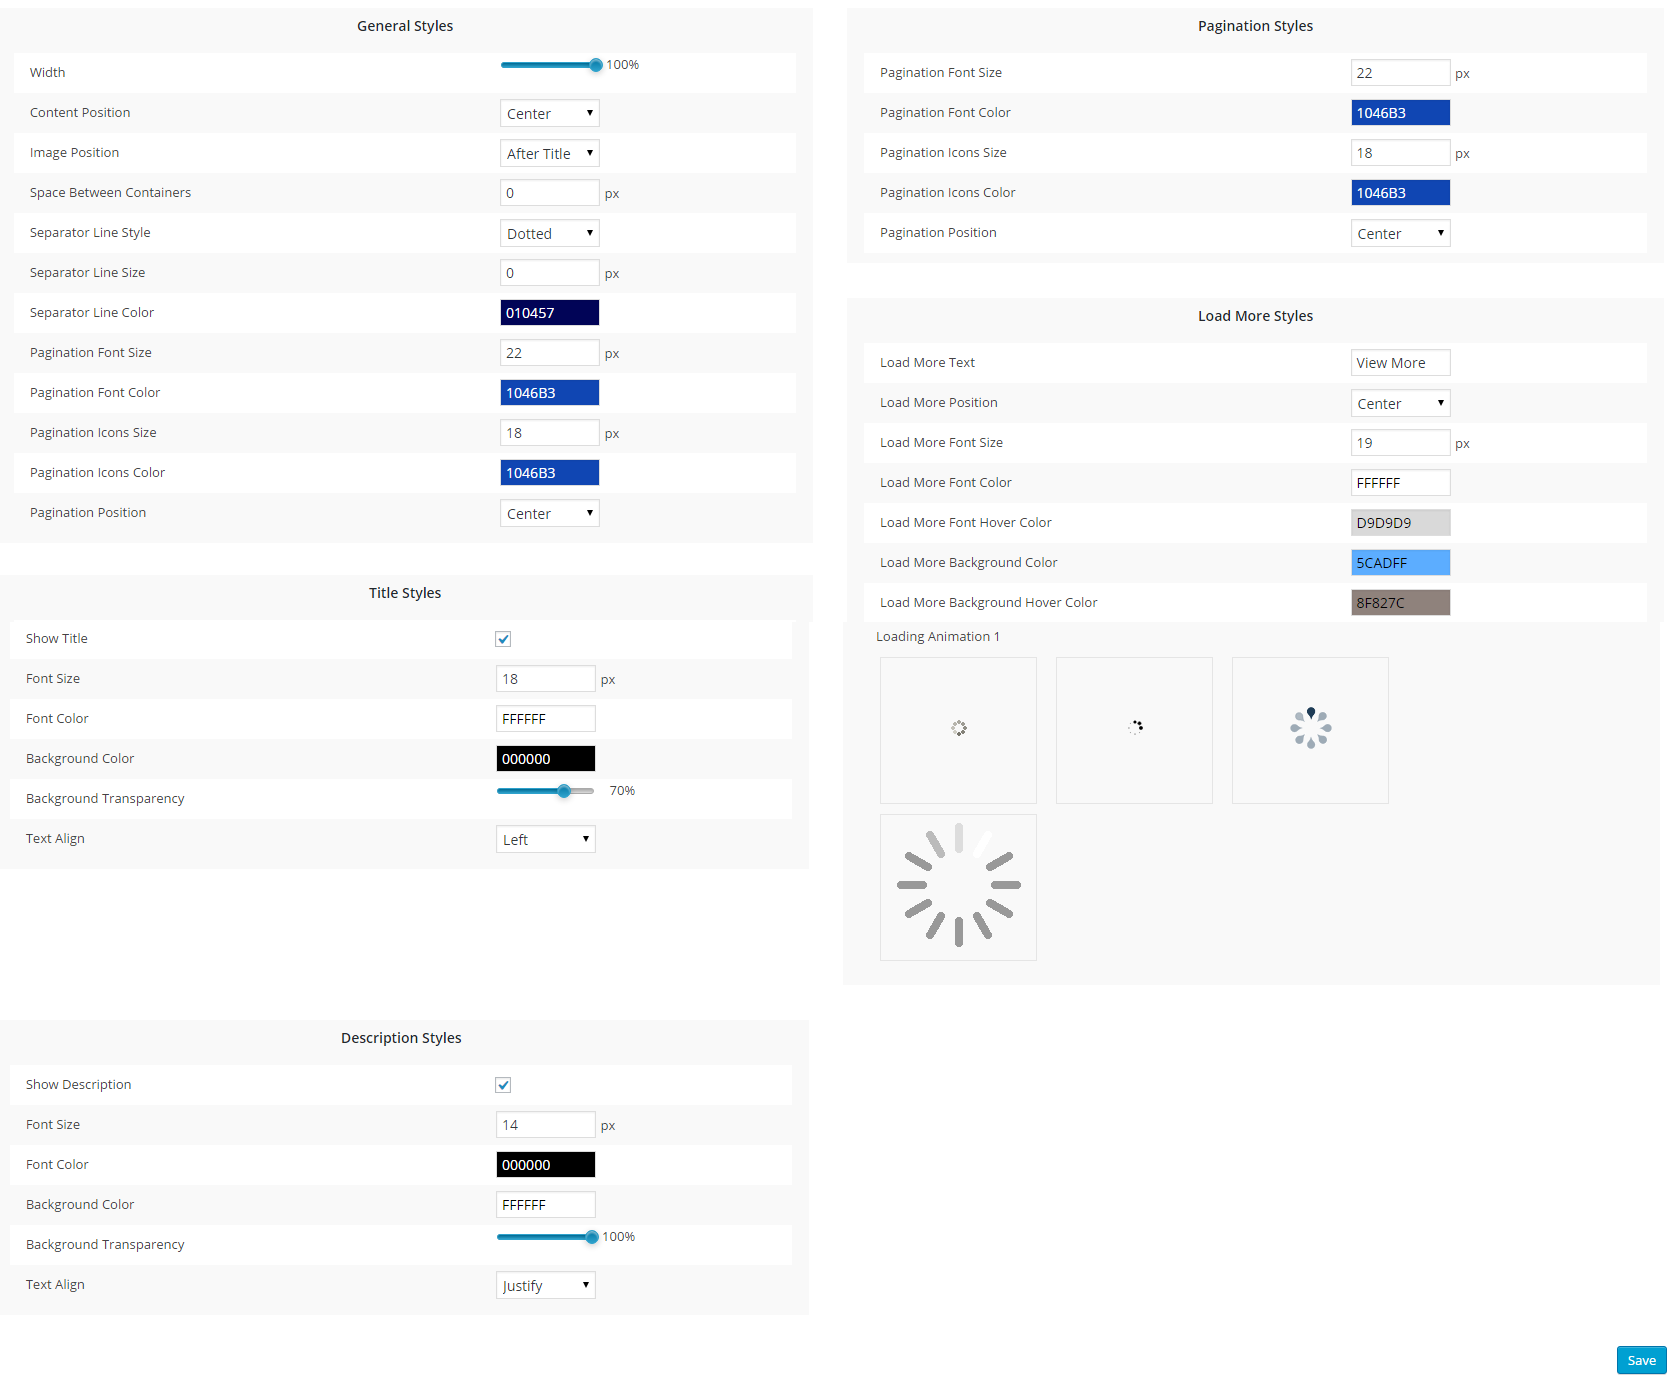 General Styles
Width 100%
Content Position Center
Image Position After Title
Space Between Containers 0 px
Separator Line Style Dotted
Separator Line Size 0 px
Separator Line Color 010457
Pagination Font Size 22 px
Pagination Font Color 1046B3
Pagination Icons Size 18 px
Pagination Icons Color 1046B3
Pagination Position Center
Title Styles
Show Title
Font Size 18 px
Font Color FFFFFF
Background Color 000000
Background Transparency 70%
Text Align Left
Description Styles
Show Description
Font Size 14 px
Font Color 000000
Background Color FFFFFF
Background Transparency 100%
Text Align Justify
Pagination Styles
Pagination Font Size 22 px
Pagination Font Color 1046B3
Pagination Icons Size 18 px
Pagination Icons Color 1046B3
Pagination Position Center
Load More Styles
Load More Text View More
Load More Position Center
Load More Font Size 19 px
Load More Font Color FFFFFF
Load More Font Hover Color D9D9D9
Load More Background Color 5CADFF
Load More Background Hover Color 8F827C
Loading Animation 1
Save